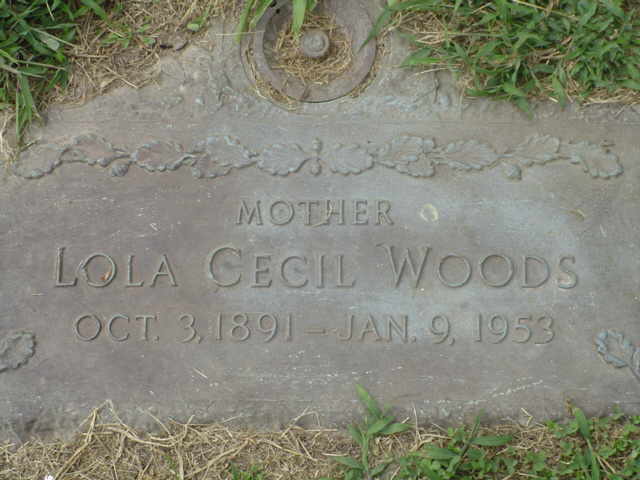 MOTHER
LOLA CECIL WOODS
OCT. 3, 1891 – JAN. 9, 1953